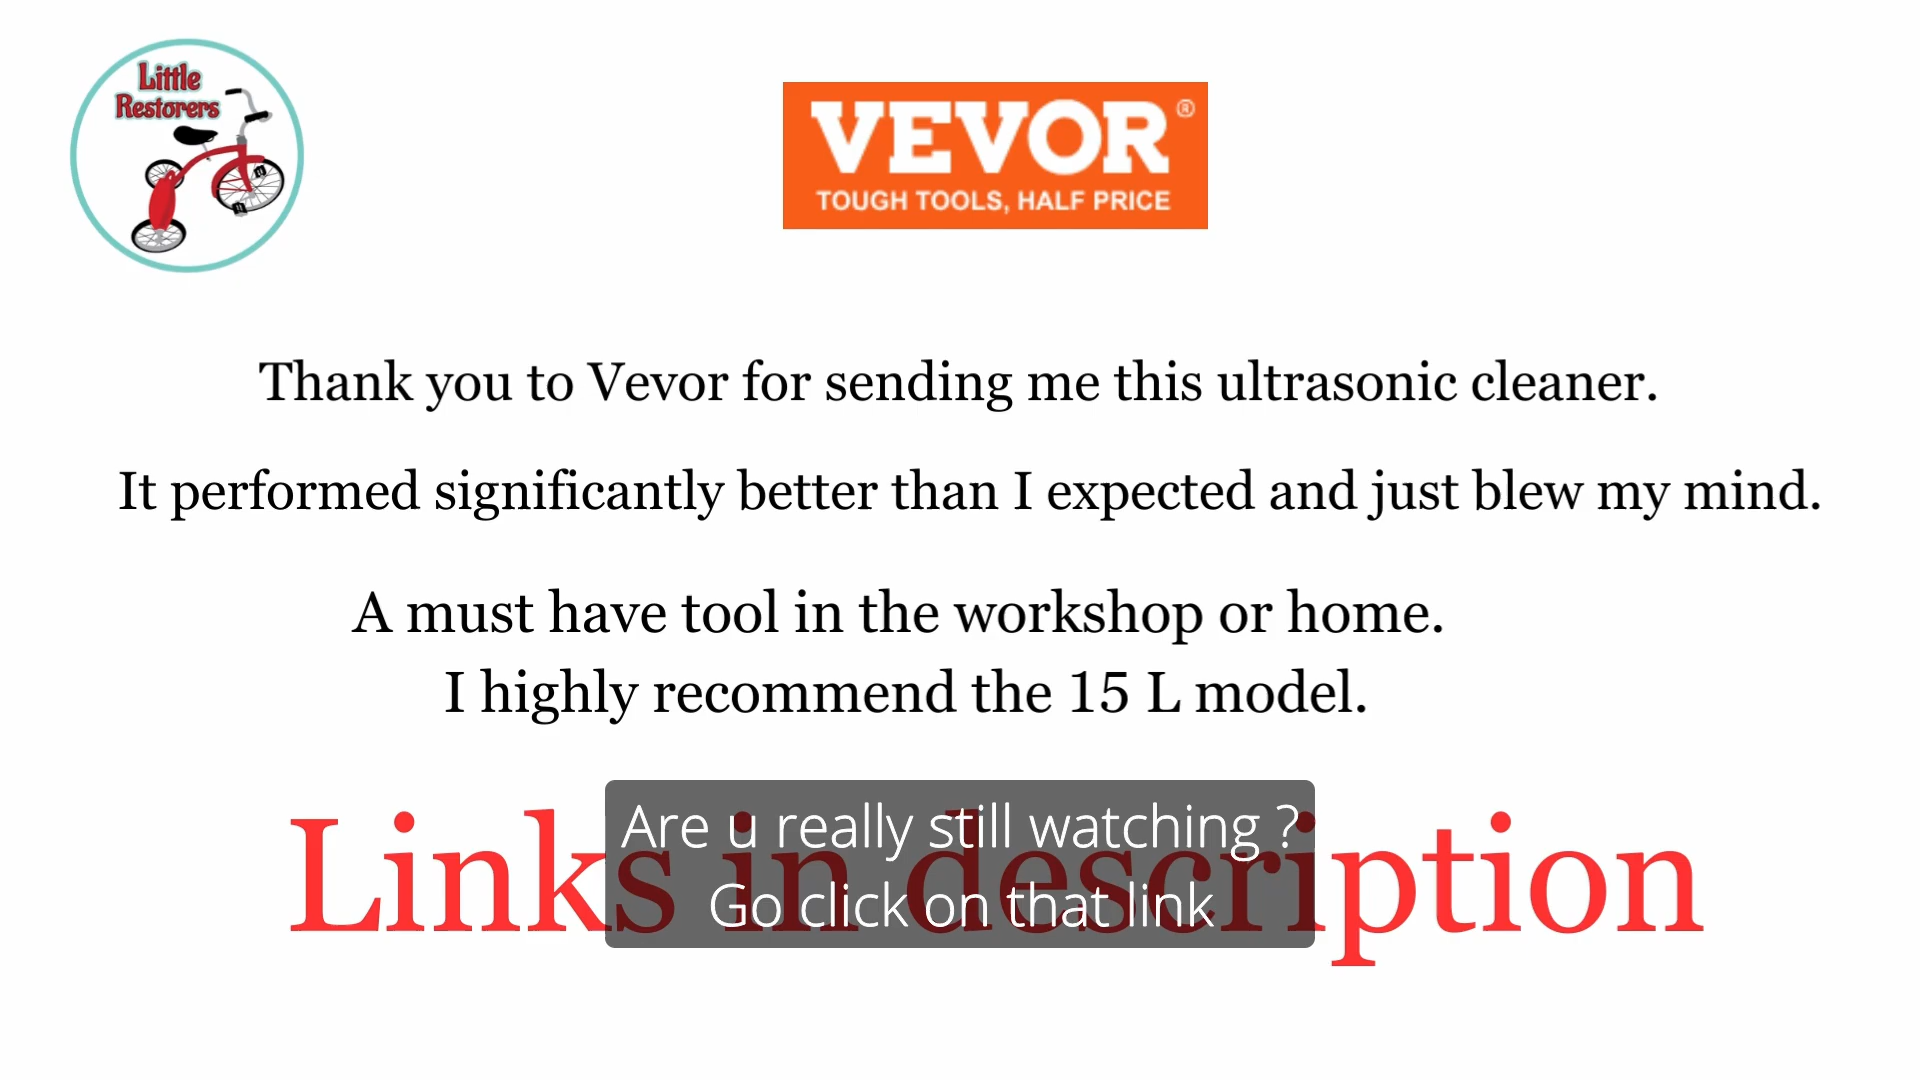 Little
Restorers
VEVOR®
TOUGH TOOLS, HALF PRICE
Thank you to Vevor for sending me this ultrasonic cleaner.
It performed significantly better than I expected and just blew my mind.
A must have tool in the workshop or home.
I highly recommend the 15 L model.
Links in description
Are u really still watching ?
Go click on that link